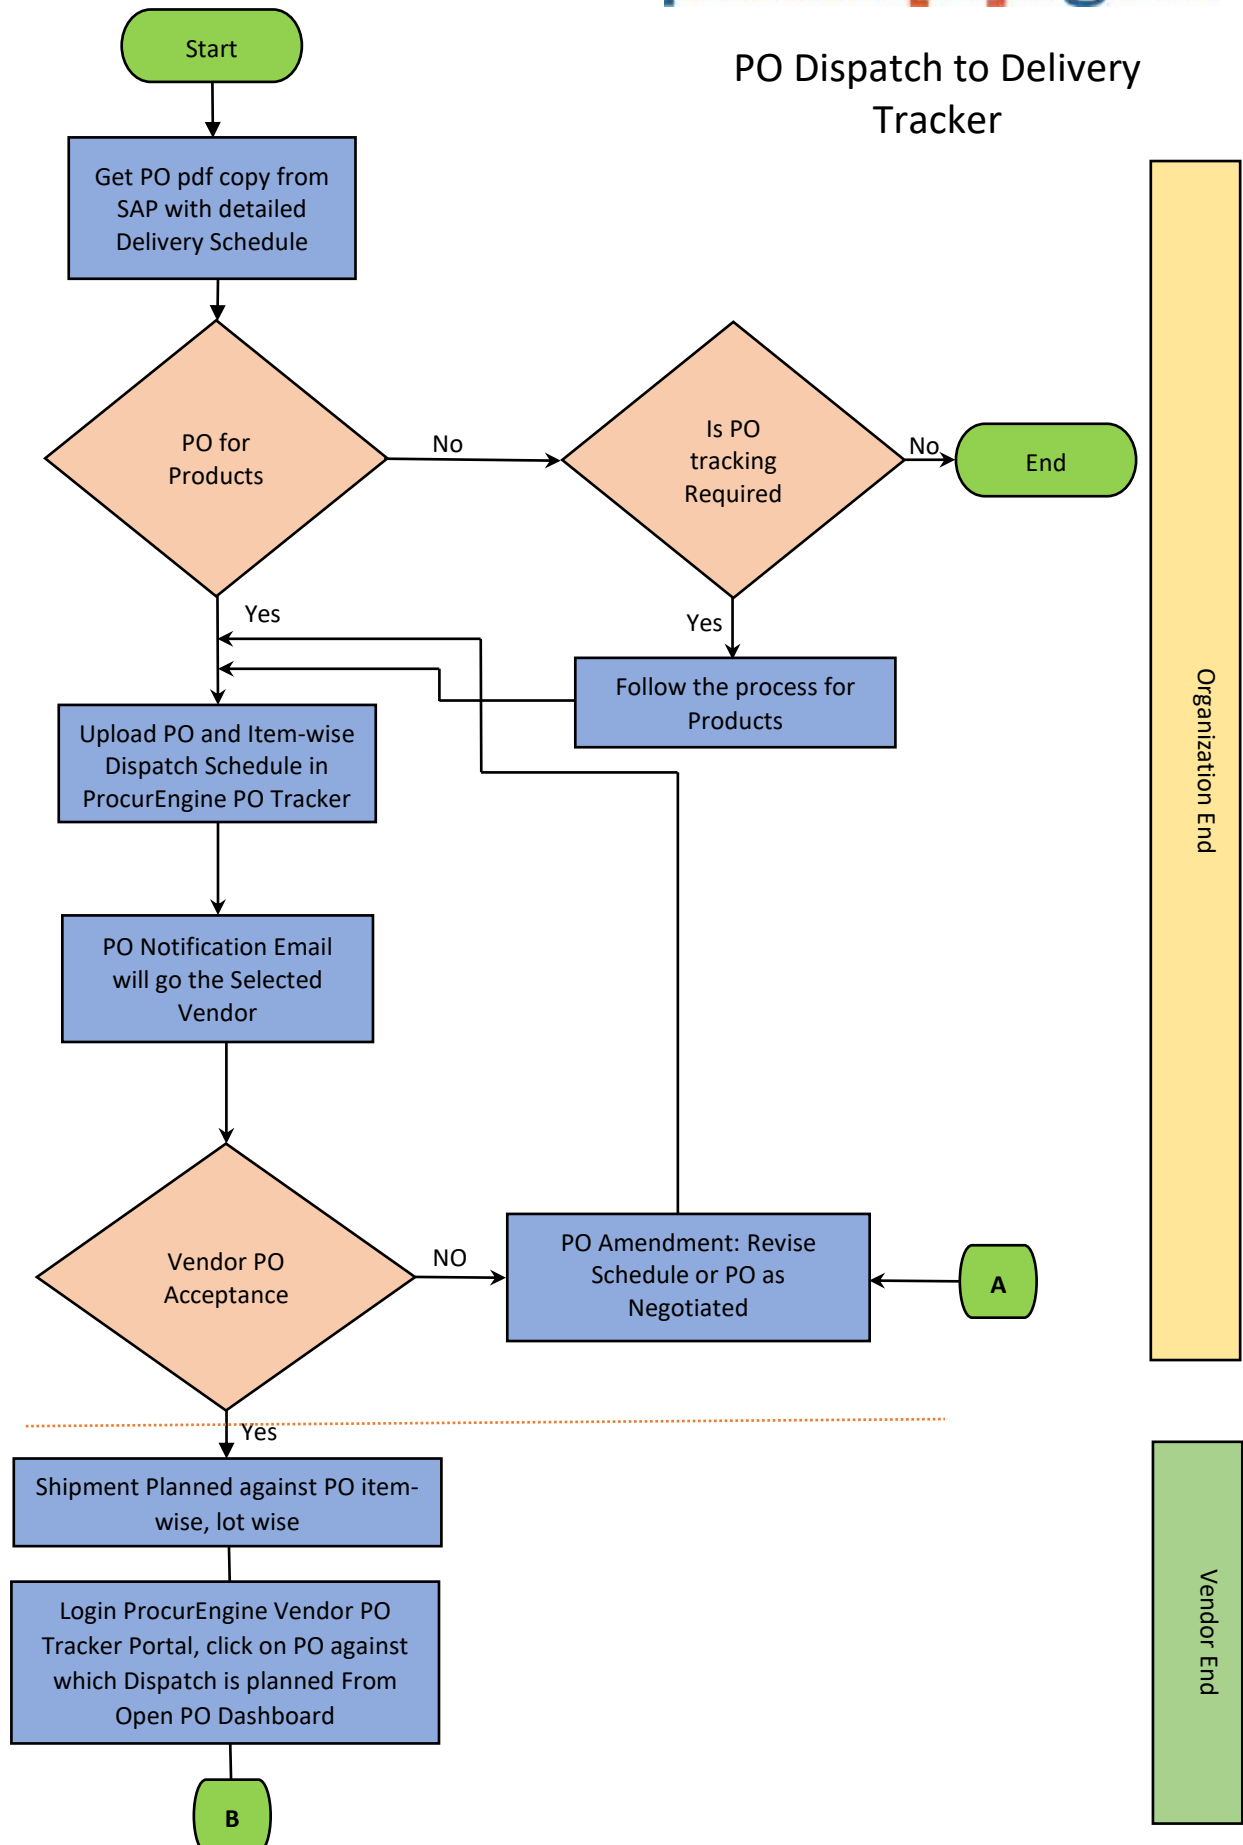 Start
PO Dispatch to Delivery
Tracker
Get PO pdf copy from
SAP with detailed
Delivery Schedule
PO for
Products
No
Is PO
tracking
Required
No
End
Yes
Yes
Follow the process for
Products
Upload PO and Item-wise
Dispatch Schedule in
ProcurEngine PO Tracker
Organization End
PO Notification Email
will go the Selected
Vendor
Vendor PO
Acceptance
NO
PO Amendment: Revise
Schedule or PO as
Negotiated
A
Yes
Shipment Planned against PO item-
wise, lot wise
Login ProcurEngine Vendor PO
Tracker Portal, click on PO against
which Dispatch is planned From
Open PO Dashboard
Vendor End
B